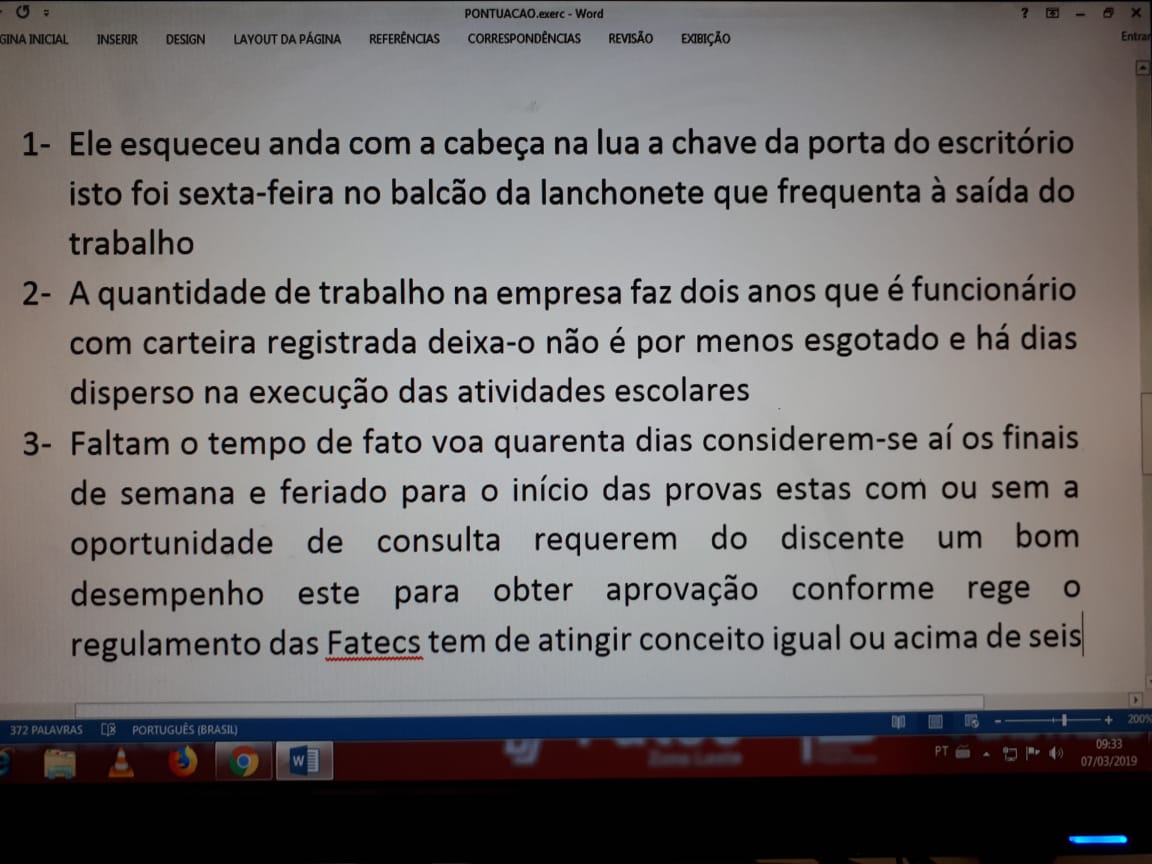 PONTUACAO.exerc - Word
GINA INICIAL INSERIR DESIGN LAYOUT DA PÁGINA REFERÊNCIAS CORRESPONDÊNCIAS REVISÃO EXIBIÇÃO Entrar
1- Ele esqueceu anda com a cabeça na lua a chave da porta do escritório
isto foi sexta-feira no balcão da lanchonete que frequenta à saída do
trabalho
2- A quantidade de trabalho na empresa faz dois anos que é funcionário
com carteira registrada deixa-o não é por menos esgotado e há dias
disperso na execução das atividades escolares
3- Faltam o tempo de fato voa quarenta dias considerem-se aí os finais
de semana e feriado para o início das provas estas com ou sem a
oportunidade de consulta requerem do discente um bom
desempenho este para obter aprovação conforme rege o
regulamento das Fatecs tem de atingir conceito igual ou acima de seis
372 PALAVRAS PORTUGUÊS (BRASIL) 200%
PT 09:33
07/03/2019
Zona Leste